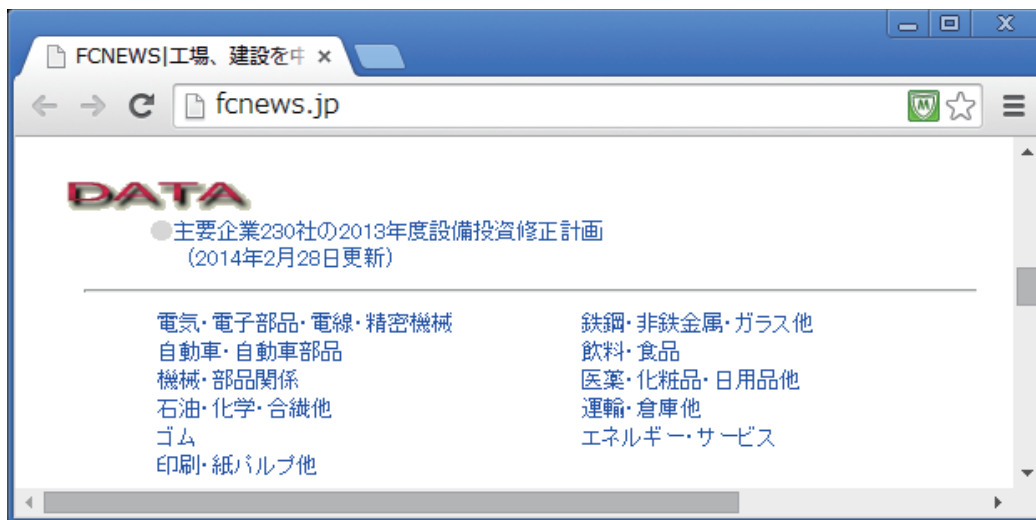 FCNEWS|工場、建設を中
fcnews.jp
DATA
●主要企業230社の2013年度設備投資修正計画
（2014年2月28日更新）
電気・電子部品・電線・精密機械
自動車・自動車部品
機械・部品関係
石油・化学・合繊他
ゴム
印刷・紙パルプ他
鉄鋼・非鉄金属・ガラス他
飲料・食品
医薬・化粧品・日用品他
運輸・倉庫他
エネルギー・サービス